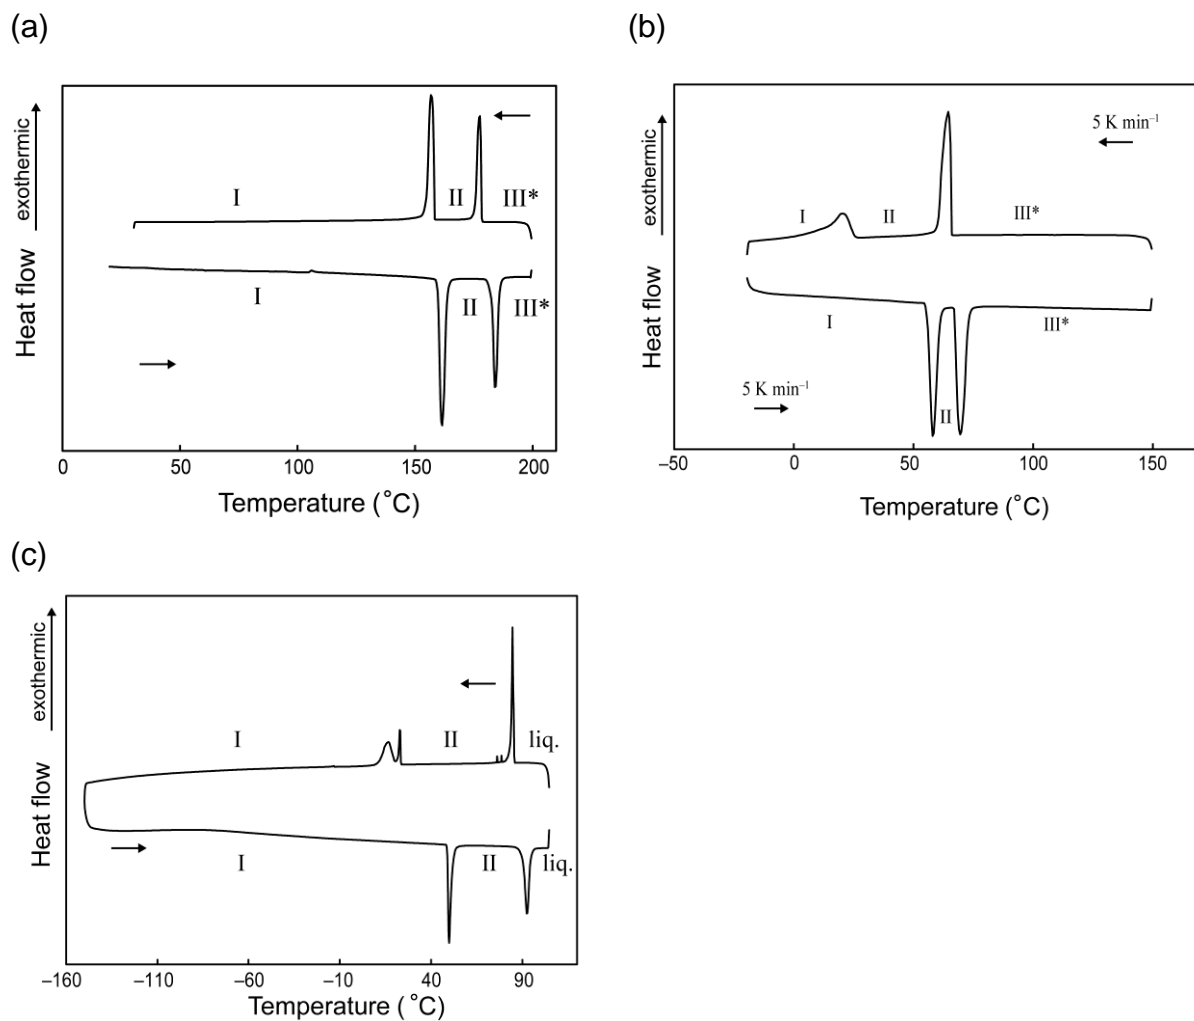 (a)
exothermic
Heat flow
I
II
III*
I
II
III*
0
50
100
150
200
Temperature (˚C)
(b)
exothermic
Heat flow
5 K min⁻¹
I
II
III*
I
III*
5 K min⁻¹
II
–50
0
50
100
150
Temperature (˚C)
(c)
exothermic
Heat flow
I
II
liq.
I
II
liq.
–160
–110
–60
–10
40
90
Temperature (˚C)